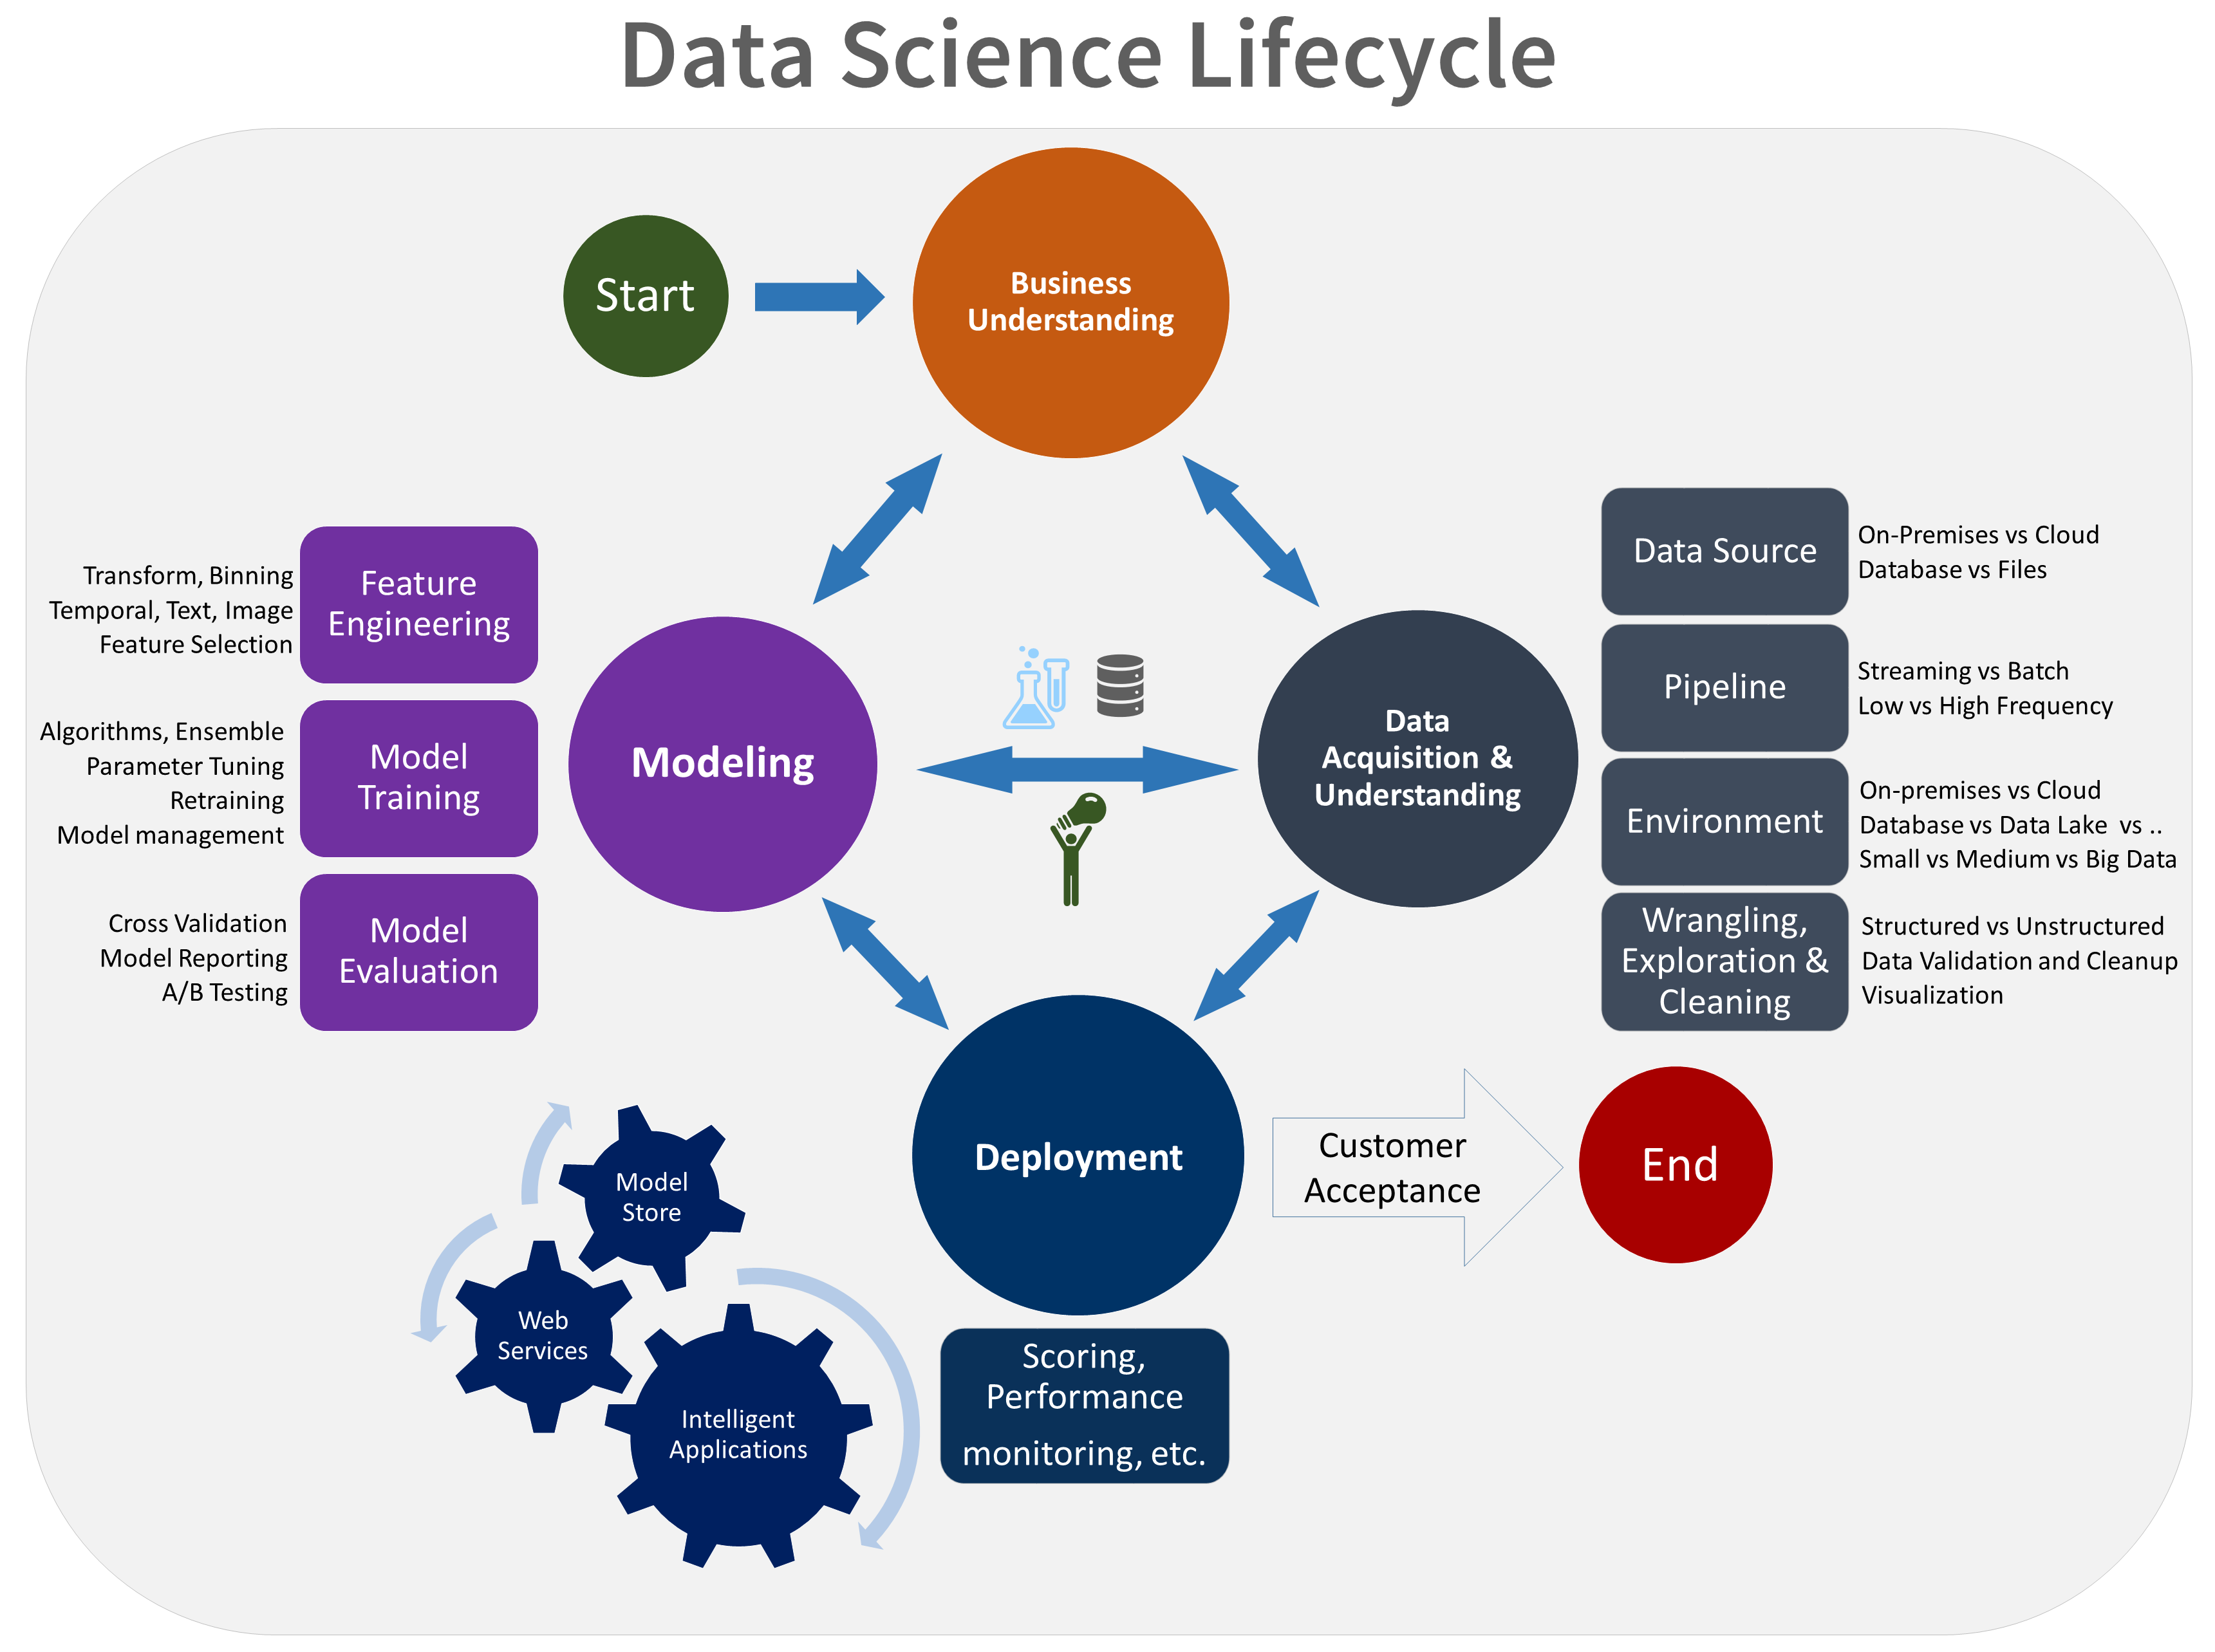 Data Science Lifecycle
Start
Business
Understanding
Transform, Binning
Temporal, Text, Image
Feature Selection
Feature
Engineering
Algorithms, Ensemble
Parameter Tuning
Retraining
Model management
Model
Training
Cross Validation
Model Reporting
A/B Testing
Model
Evaluation
Modeling
Data
Acquisition &
Understanding
Data Source
On-Premises vs Cloud
Database vs Files
Pipeline
Streaming vs Batch
Low vs High Frequency
Environment
On-premises vs Cloud
Database vs Data Lake  vs ..
Small vs Medium vs Big Data
Wrangling,
Exploration &
Cleaning
Structured vs Unstructured
Data Validation and Cleanup
Visualization
Deployment
Customer
Acceptance
End
Model
Store
Web
Services
Intelligent
Applications
Scoring,
Performance
monitoring, etc.